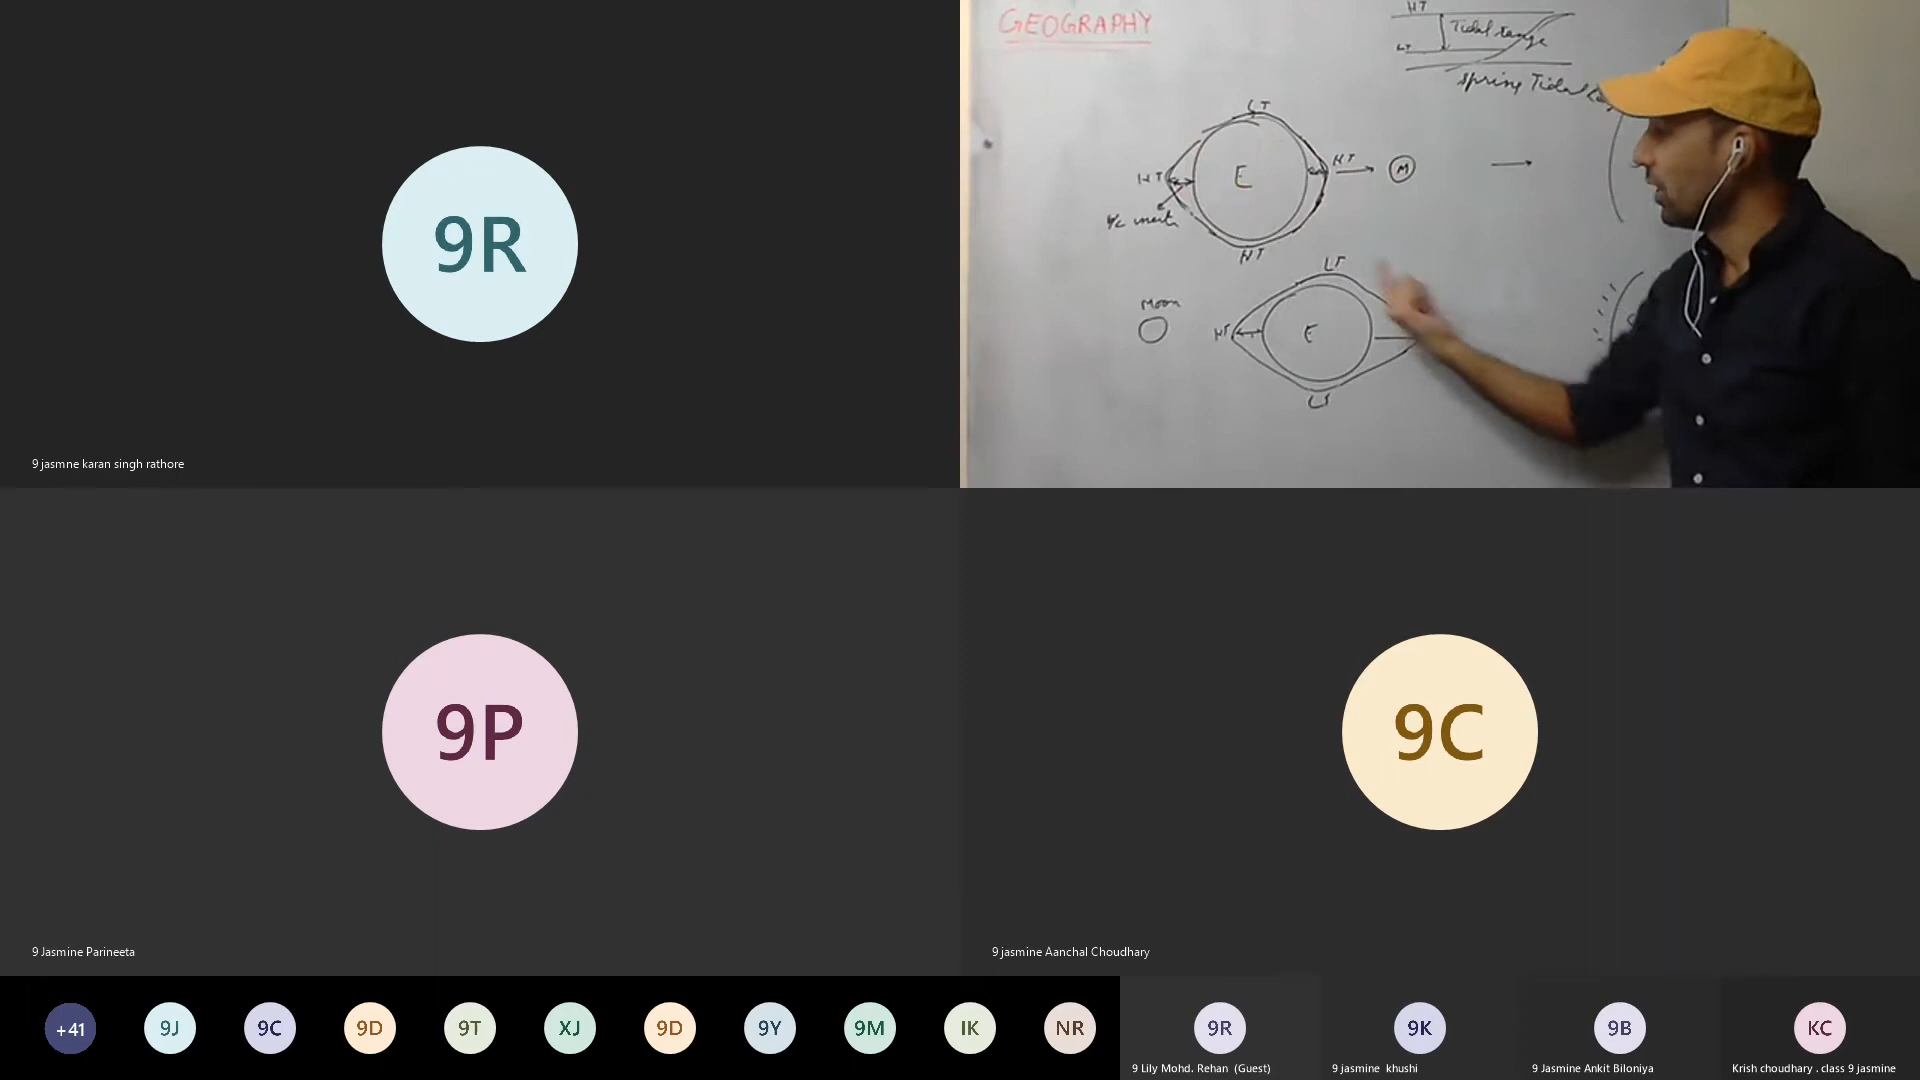 9R
9 jasmne karan singh rathore
GEOGRAPHY
HT
Tidal range
LT
Spring Tidal
LT
HT
E
HT
M
inertia
HT
LT
Moon
HT
E
LT
9P
9 Jasmine Parineeta
9C
9 jasmine Aanchal Choudhary
+41
9J
9C
9D
9T
XJ
9D
9Y
9M
IK
NR
9R
9 Lily Mohd. Rehan (Guest)
9K
9 jasmine khushi
9B
9 Jasmine Ankit Biloniya
KC
Krish choudhary . class 9 jasmine